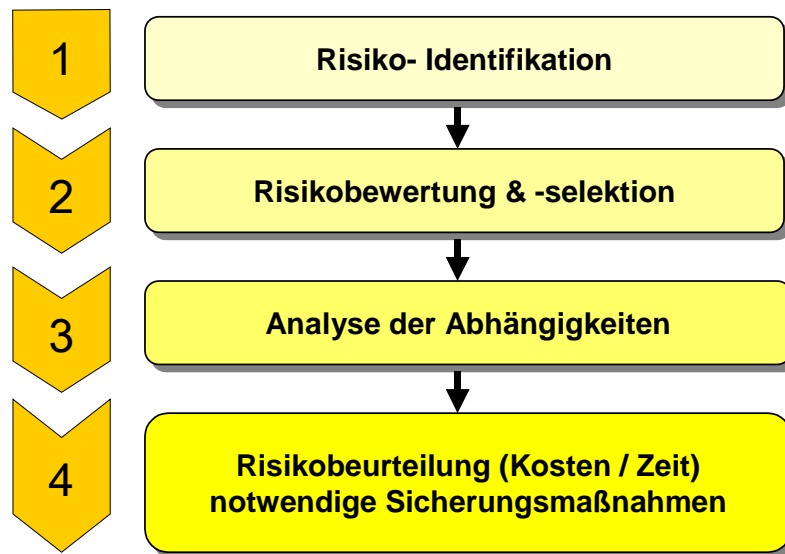 1
Risiko- Identifikation
2
Risikobewertung & -selektion
3
Analyse der Abhängigkeiten
4
Risikobeurteilung (Kosten / Zeit)
notwendige Sicherungsmaßnahmen